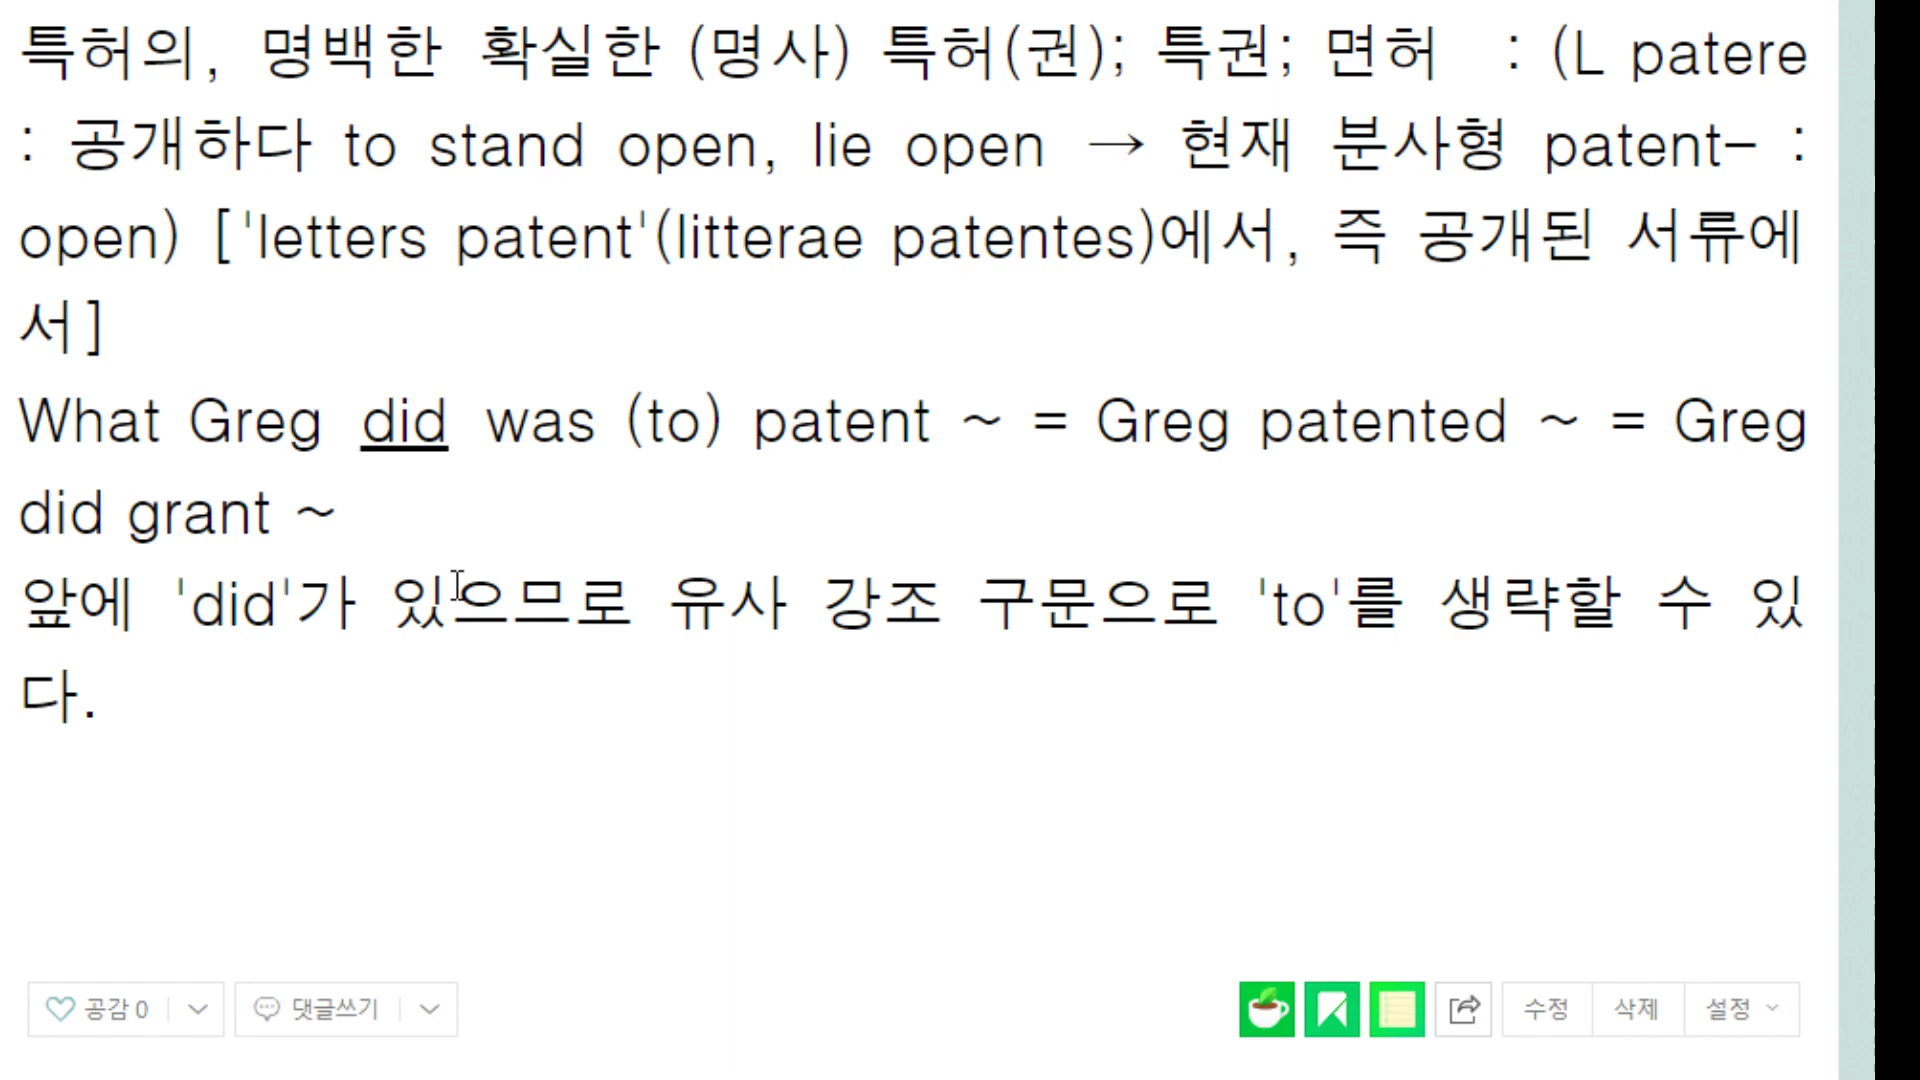 특허의, 명백한 확실한 (명사) 특허(권); 특권; 면허 : (L patere
: 공개하다 to stand open, lie open → 현재 분사형 patent- :
open) ['letters patent'(litterae patentes)에서, 즉 공개된 서류에
서]
What Greg did was (to) patent ~ = Greg patented ~ = Greg
did grant ~
앞에 'did'가 있으므로 유사 강조 구문으로 'to'를 생략할 수 있
다.
공감 0 댓글쓰기 수정 삭제 설정